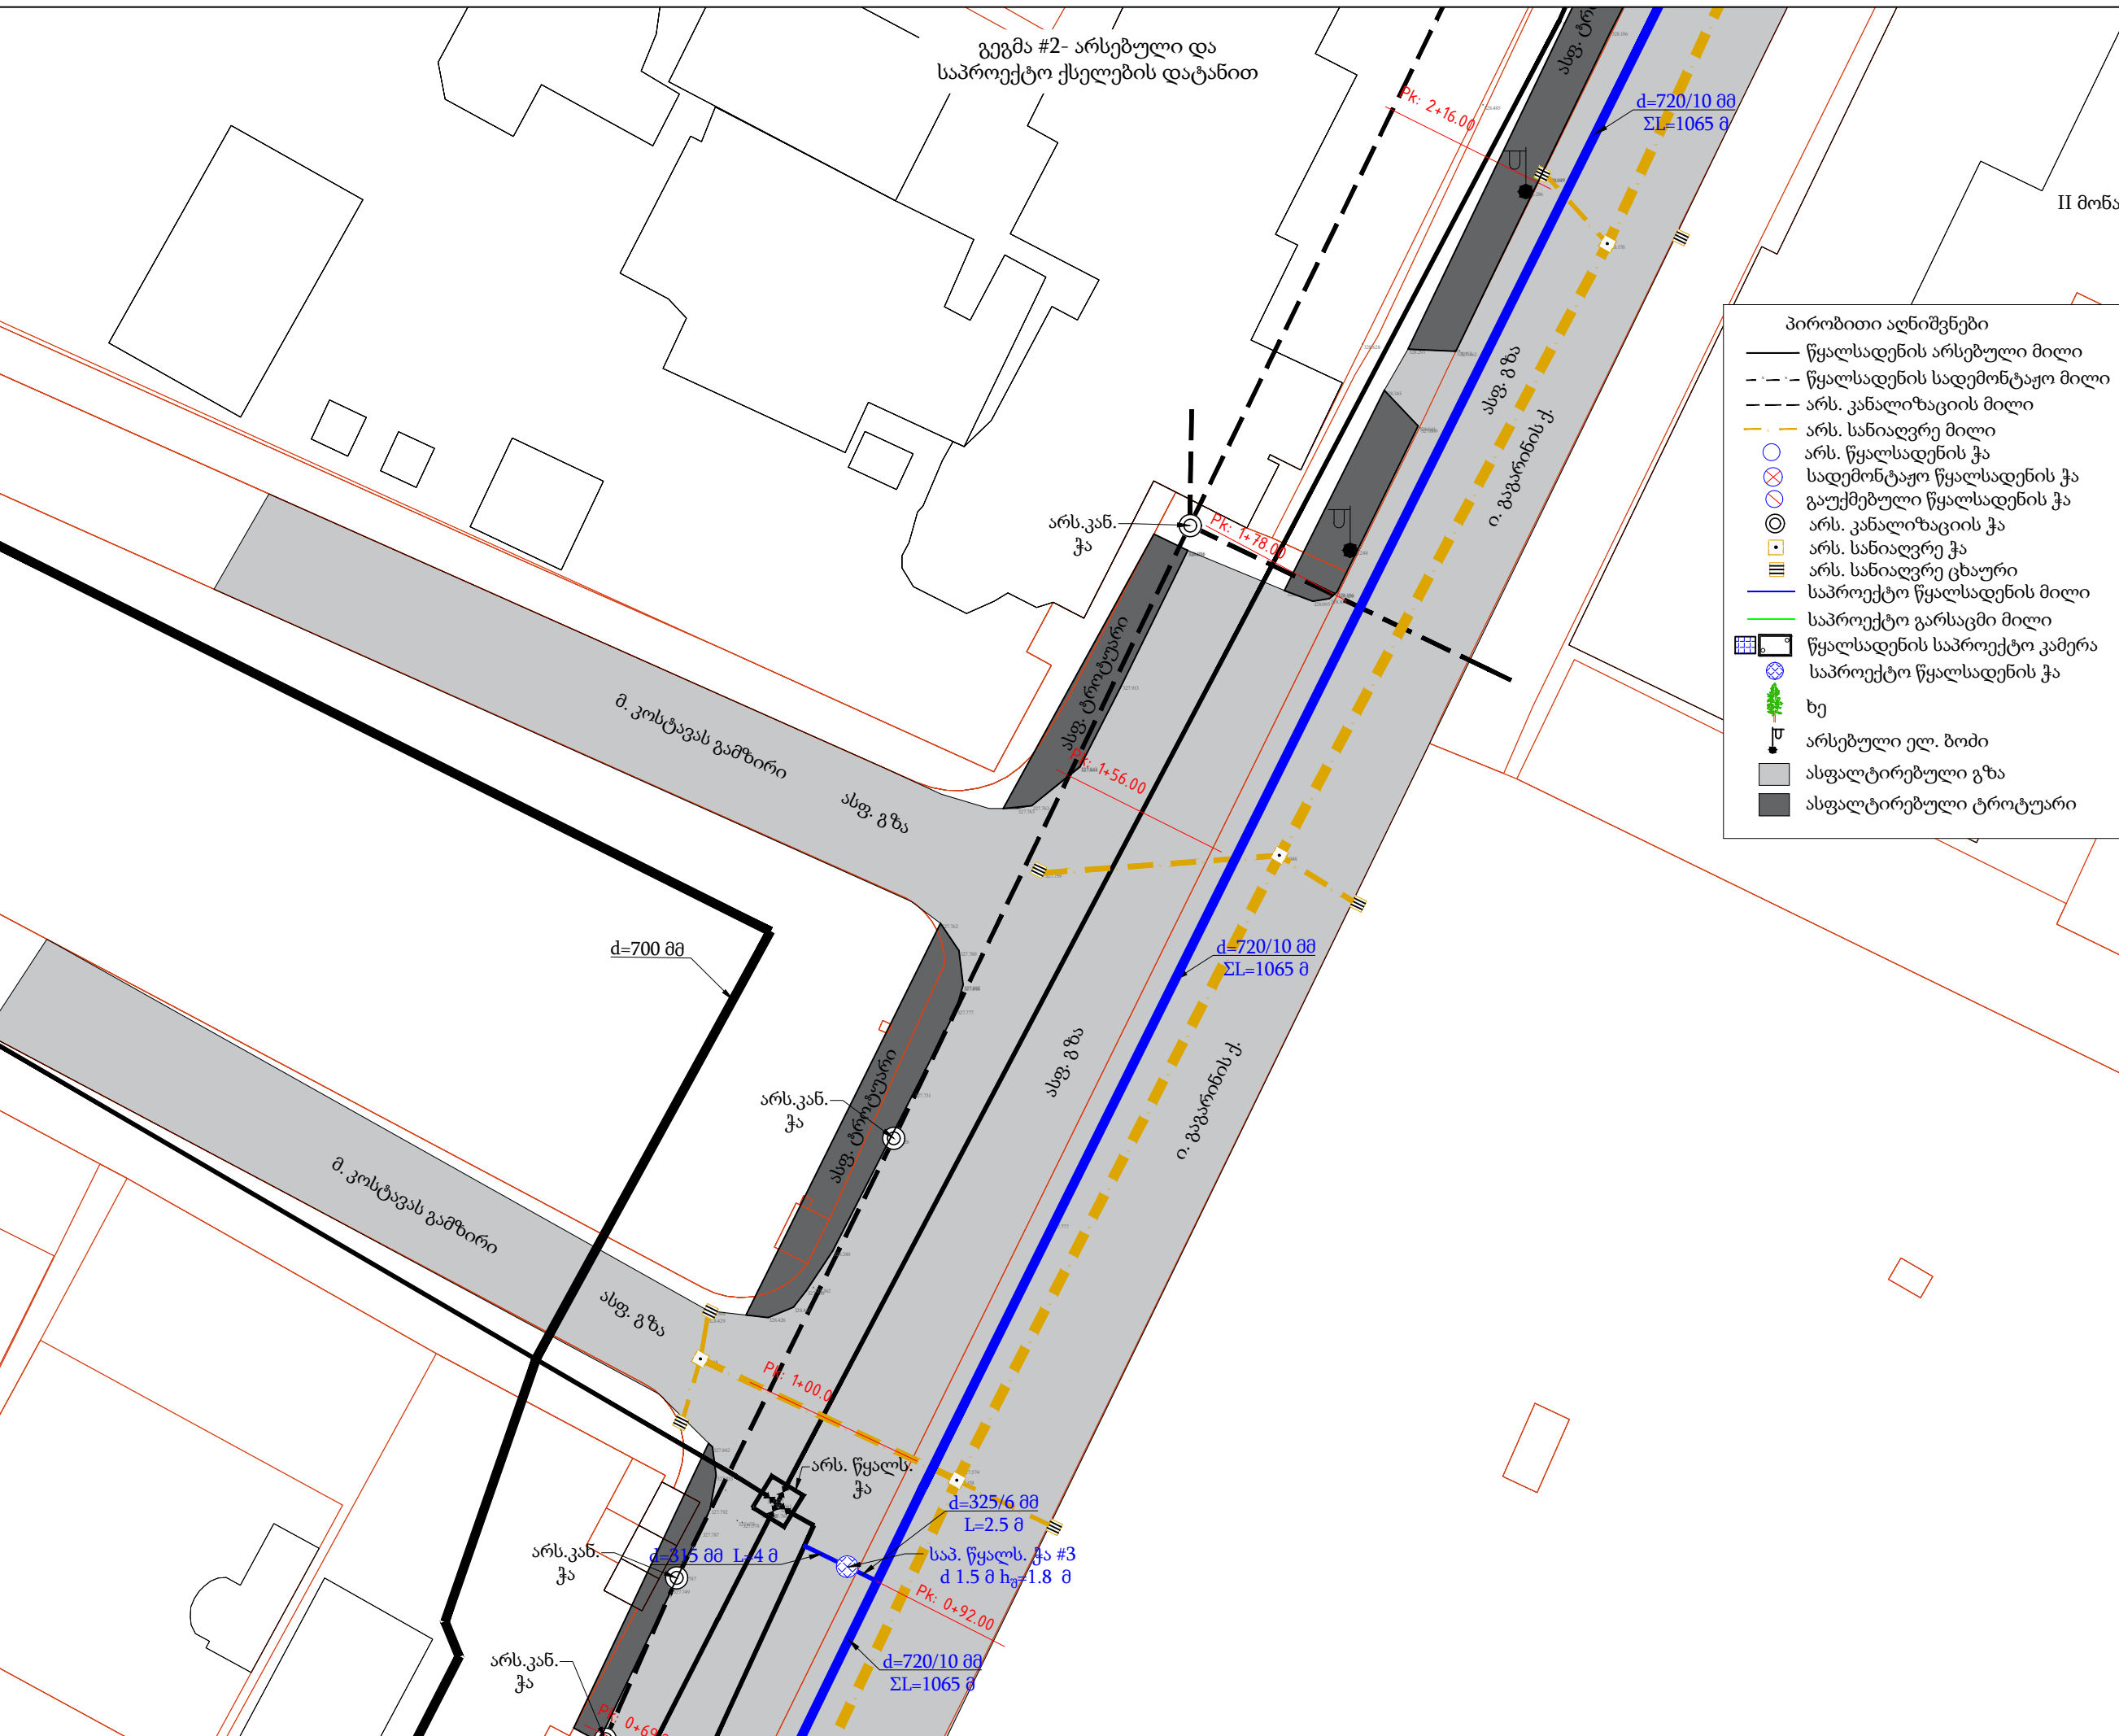 გეგმა #2- არსებული და
საპროექტო ქსელების დატანით
Pk: 2+16.00
d=720/10 მმ
ΣL=1065 მ
II
პირობითი აღნიშვნები
წყალსადენის არსებული მილი
წყალსადენის სადემონტაჟო მილი
არს. კანალიზაციის მილი
არს. სანიაღვრე მილი
არს. წყალსადენის ჭა
სადემონტაჟო წყალსადენის ჭა
გაუქმებული წყალსადენის ჭა
არს. კანალიზაციის ჭა
არს. სანიაღვრე ჭა
არს. სანიაღვრე ცხაური
საპროექტო წყალსადენის მილი
საპროექტო გარსაცმი მილი
წყალსადენის საპროექტო კამერა
საპროექტო წყალსადენის ჭა
ხე
არსებული ელ. ბოძი
ასფალტირებული გზა
ასფალტირებული ტროტუარი
ასფ. გზა
ი. გაგარინის ქ.
არს.კან.
ჭა
Pk: 1+78.00
ასფ. ტროტუარი
მ. კოსტავას გამზირი
ასფ. გზა
Pk: 1+56.00
d=700 მმ
d=720/10 მმ
ΣL=1065 მ
ასფ. გზა
ი. გაგარინის ქ.
არს.კან.
ჭა
ასფ. ტროტუარი
მ. კოსტავას გამზირი
ასფ. გზა
Pk: 1+00.0
არს. წყალს.
ჭა
d=325/6 მმ
L=2.5 მ
არს.კან.
ჭა
d=315 მმ L=4 მ
საპ. წყალს. ჭა #3
d 1.5 მ hშ=1.8 მ
Pk: 0+92.00
არს.კან.
ჭა
d=720/10 მმ
ΣL=1065 მ